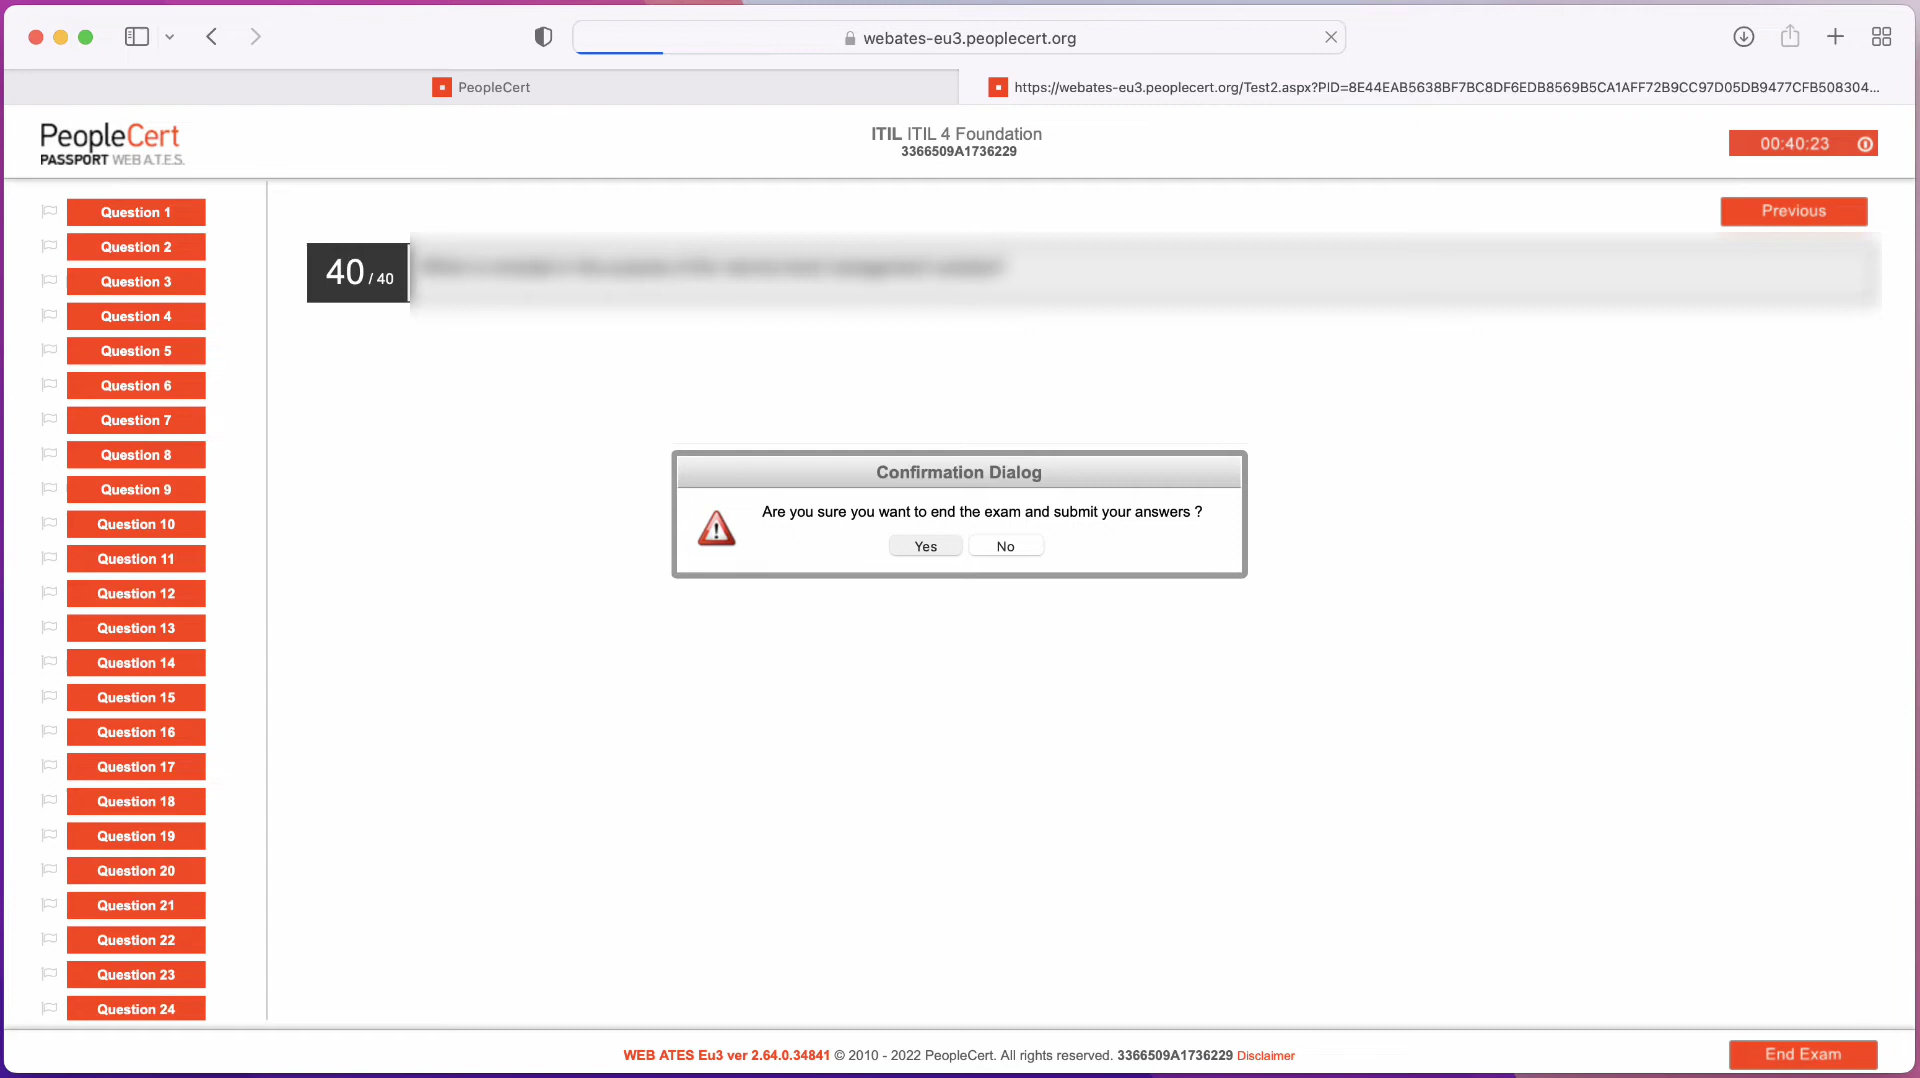 webates-eu3.peoplecert.org
PeopleCert
https://webates-eu3.peoplecert.org/Test2.aspx?PID=8E44EAB5638BF7BC8DF6EDB8569B5CA1AFF72B9CC97D05DB9477CFB508304...
PeopleCert
PASSPORT WEB A.T.E.S.
ITIL ITIL 4 Foundation
3366509A1736229
00:40:23
Previous
40 / 40
Question 1
Question 2
Question 3
Question 4
Question 5
Question 6
Question 7
Question 8
Question 9
Question 10
Question 11
Question 12
Question 13
Question 14
Question 15
Question 16
Question 17
Question 18
Question 19
Question 20
Question 21
Question 22
Question 23
Question 24
Confirmation Dialog
Are you sure you want to end the exam and submit your answers ?
Yes No
WEB ATES Eu3 ver 2.64.0.34841 © 2010 - 2022 PeopleCert. All rights reserved. 3366509A1736229 Disclaimer
End Exam